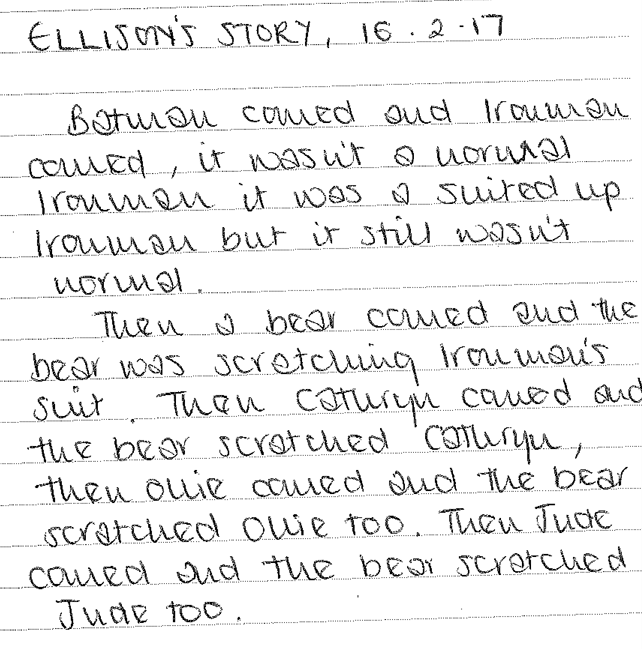 ELLISON'S STORY, 16.2.17
Batman comed and Ironman
comed, it wasn't a normal
Ironman it was a suited up
Ironman but it still wasn't
normal.
Then a bear comed and the
bear was scratching Ironman's
suit. Then Cathryn comed and
the bear scratched Cathryn,
then Ollie comed and the bear
scratched Ollie too. Then Jude
comed and the bear scratched
Jude too.